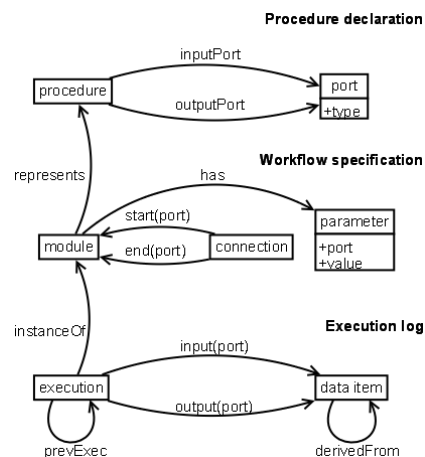 Procedure declaration
inputPort
procedure
port
outputPort
+type
Workflow specification
represents
has
start(port)
parameter
module
end(port)
connection
+port
+value
instanceOf
Execution log
input(port)
execution
data item
output(port)
prevExec
derivedFrom